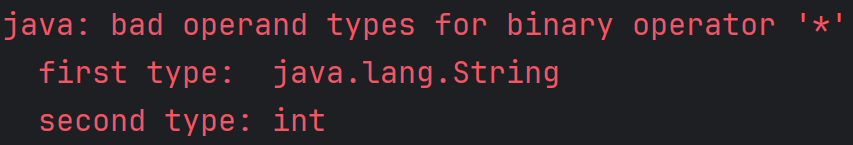 java: bad operand types for binary operator '*'
  first type:  java.lang.String
  second type: int